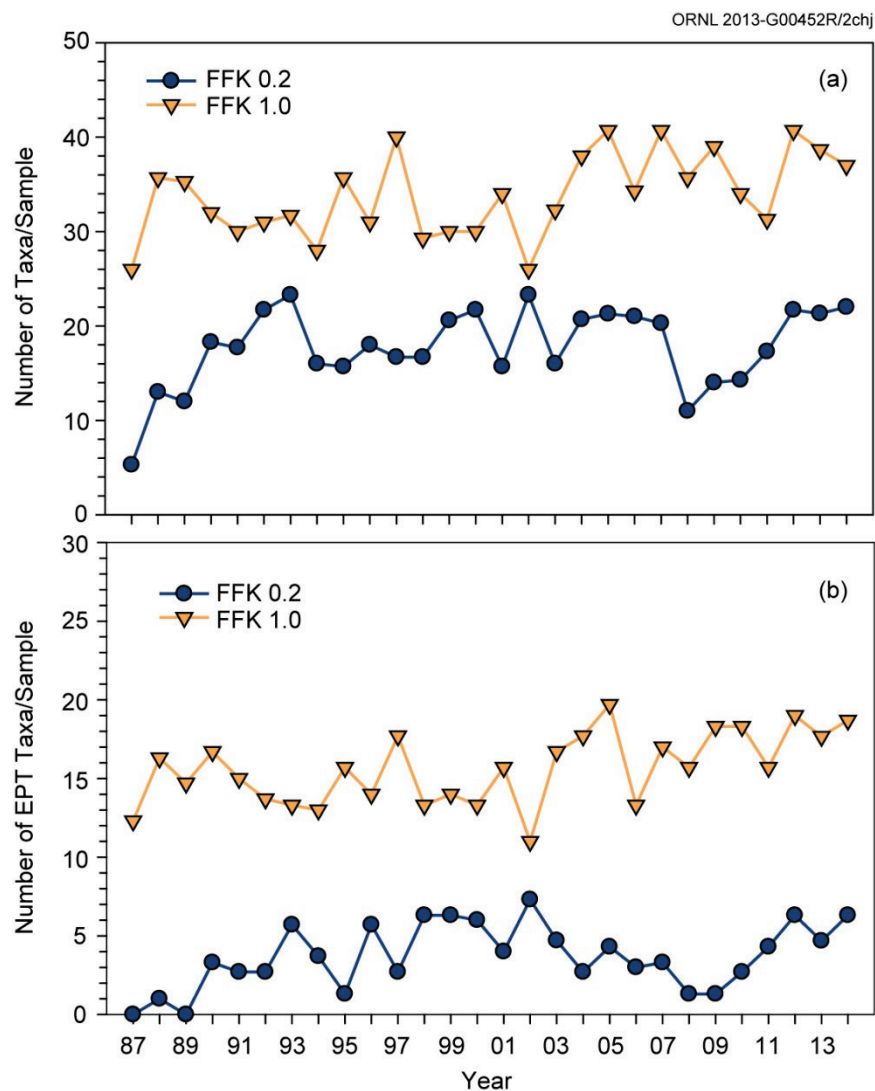 ORNL 2013-G00452R/2chj
50
FFK 0.2
(a)
FFK 1.0
40
30
20
10
0
Number of Taxa/Sample
30
FFK 0.2
(b)
FFK 1.0
25
20
15
10
5
0
Number of EPT Taxa/Sample
87 89 91 93 95 97 99 01 03 05 07 09 11 13
Year